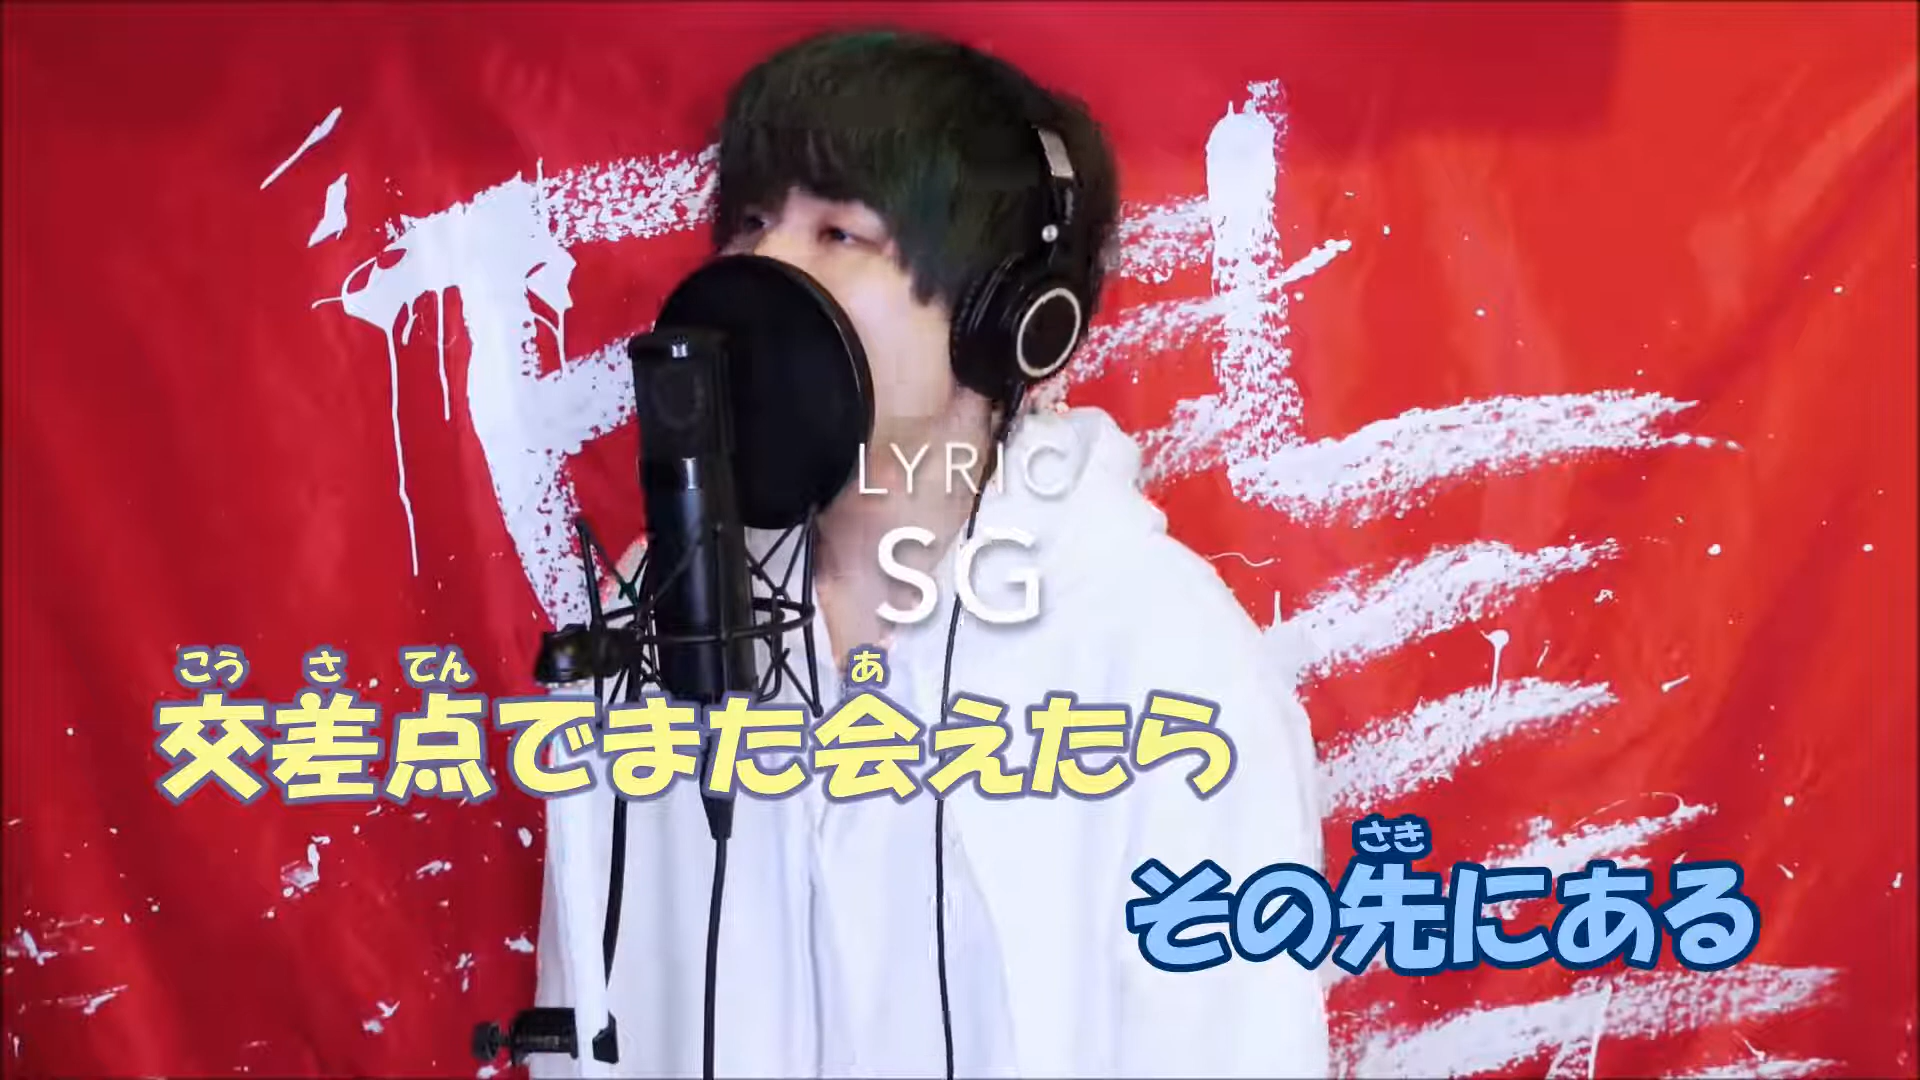 LYRIC
SG
こう さ てん あ
交差点でまた会えたら
さき
その先にある